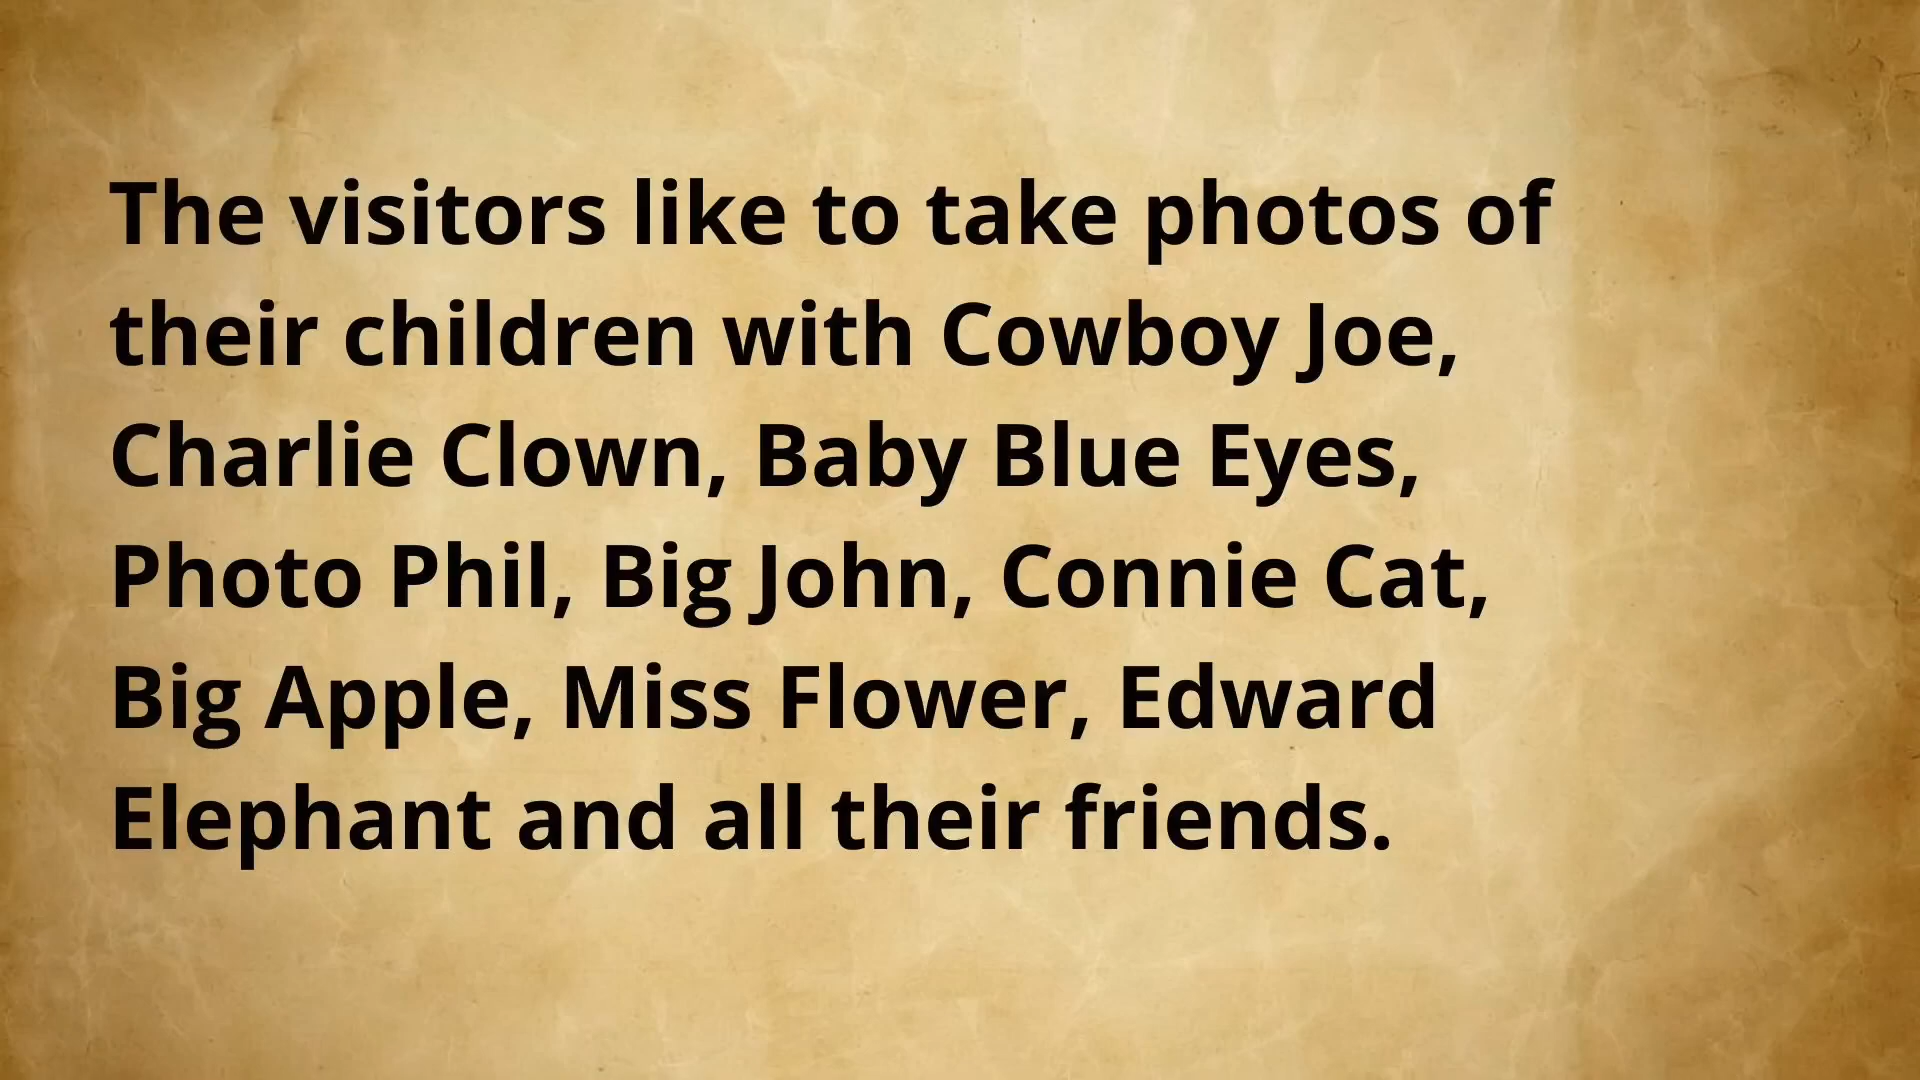 The visitors like to take photos of
their children with Cowboy Joe,
Charlie Clown, Baby Blue Eyes,
Photo Phil, Big John, Connie Cat,
Big Apple, Miss Flower, Edward
Elephant and all their friends.